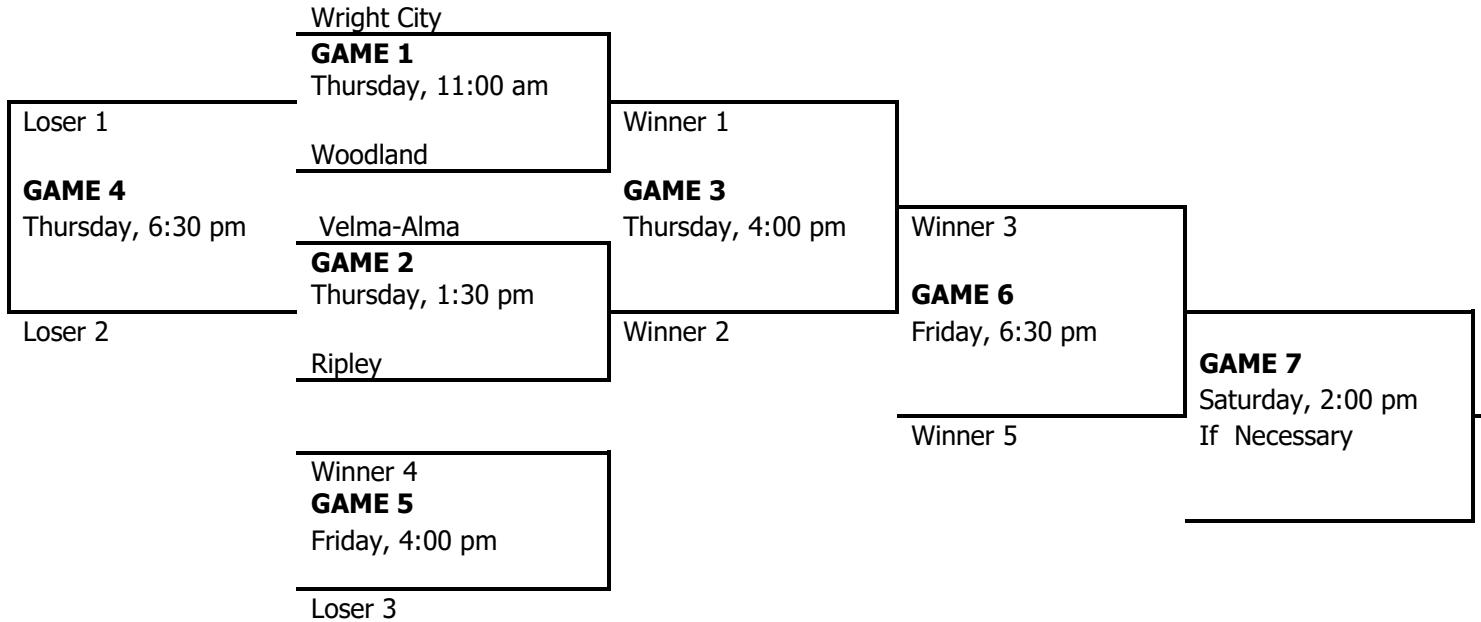 Wright City
GAME 1
Thursday, 11:00 am
Loser 1
Winner 1
Woodland
GAME 4
GAME 3
Thursday, 6:30 pm
Velma-Alma
Thursday, 4:00 pm
Winner 3
GAME 2
Thursday, 1:30 pm
GAME 6
Loser 2
Winner 2
Friday, 6:30 pm
Ripley
GAME 7
Saturday, 2:00 pm
Winner 5
If Necessary
Winner 4
GAME 5
Friday, 4:00 pm
Loser 3